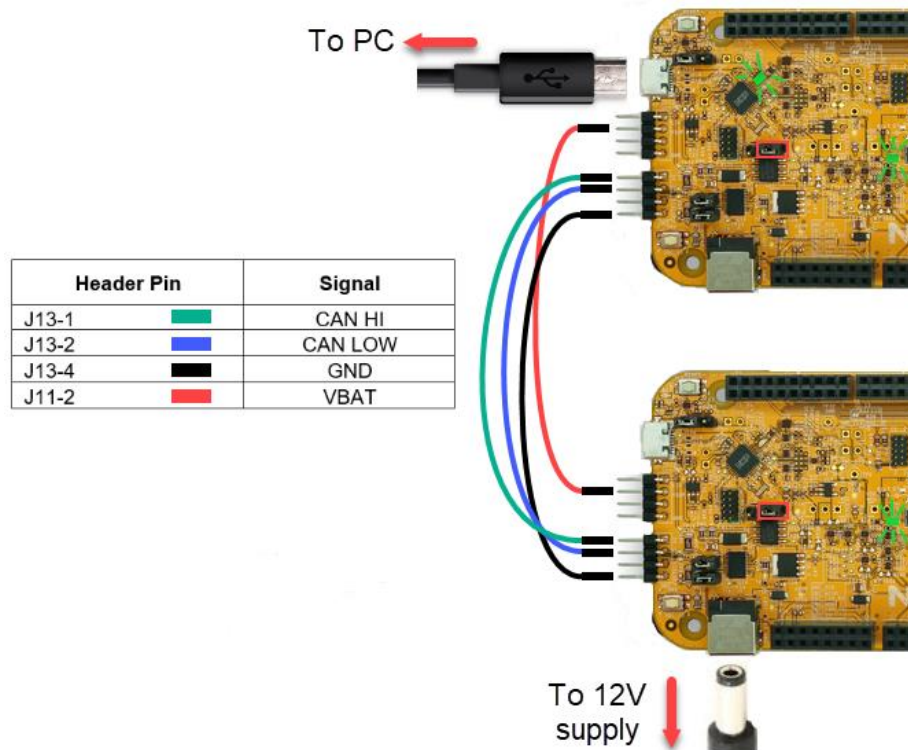 To PC
Header Pin Signal
J13-1 CAN HI
J13-2 CAN LOW
J13-4 GND
J11-2 VBAT
To 12V
supply